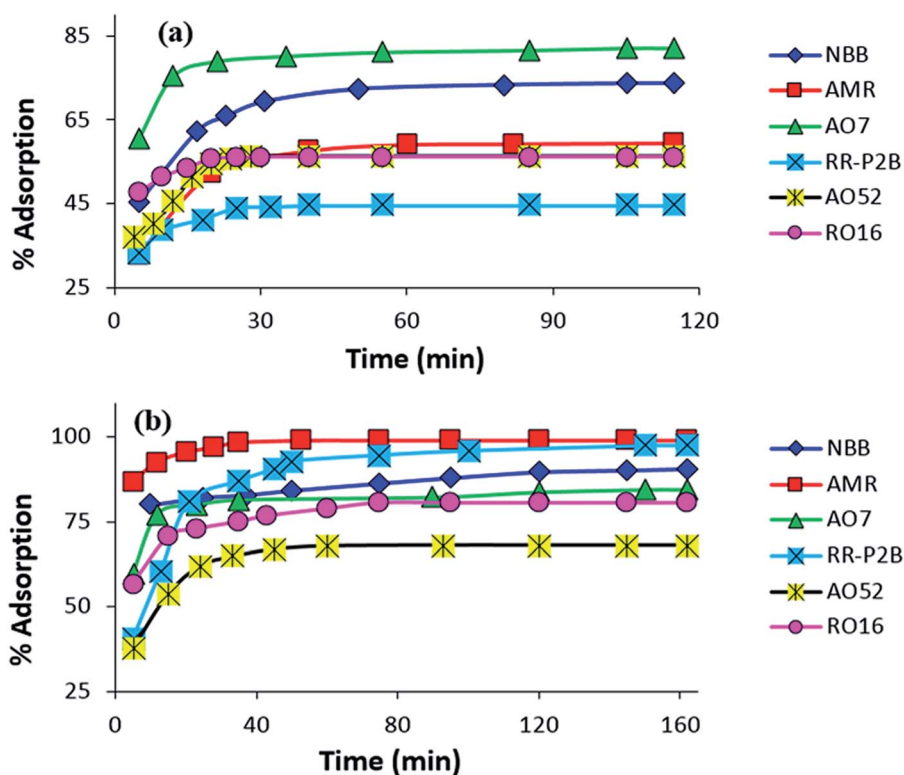 (a)
85
65
45
25
% Adsorption
0 30 60 90 120
Time (min)
NBB
AMR
AO7
RR-P2B
AO52
RO16
(b)
100
75
50
25
% Adsorption
0 40 80 120 160
Time (min)
NBB
AMR
AO7
RR-P2B
AO52
RO16